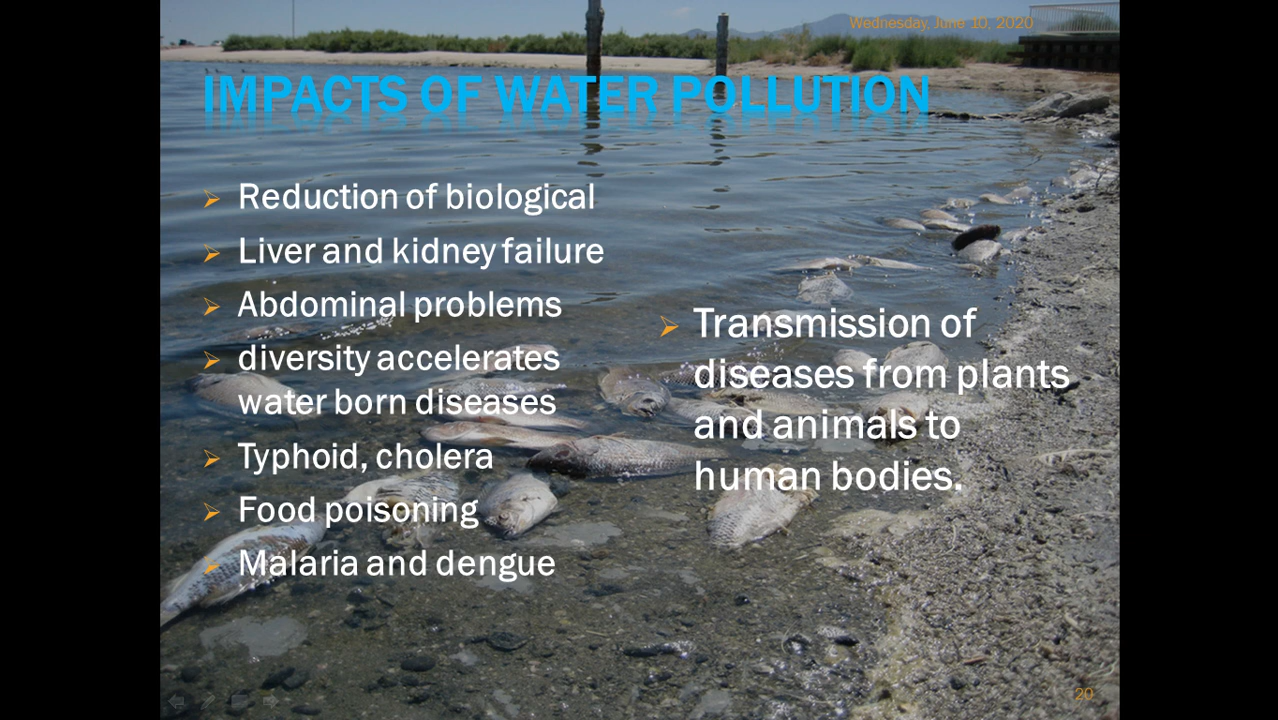 Wednesday, June 10, 2020
IMPACTS OF WATER POLLUTION
Reduction of biological
Liver and kidney failure
Abdominal problems
diversity accelerates
water born diseases
Typhoid, cholera
Food poisoning
Malaria and dengue
Transmission of
diseases from plants
and animals to
human bodies.
20